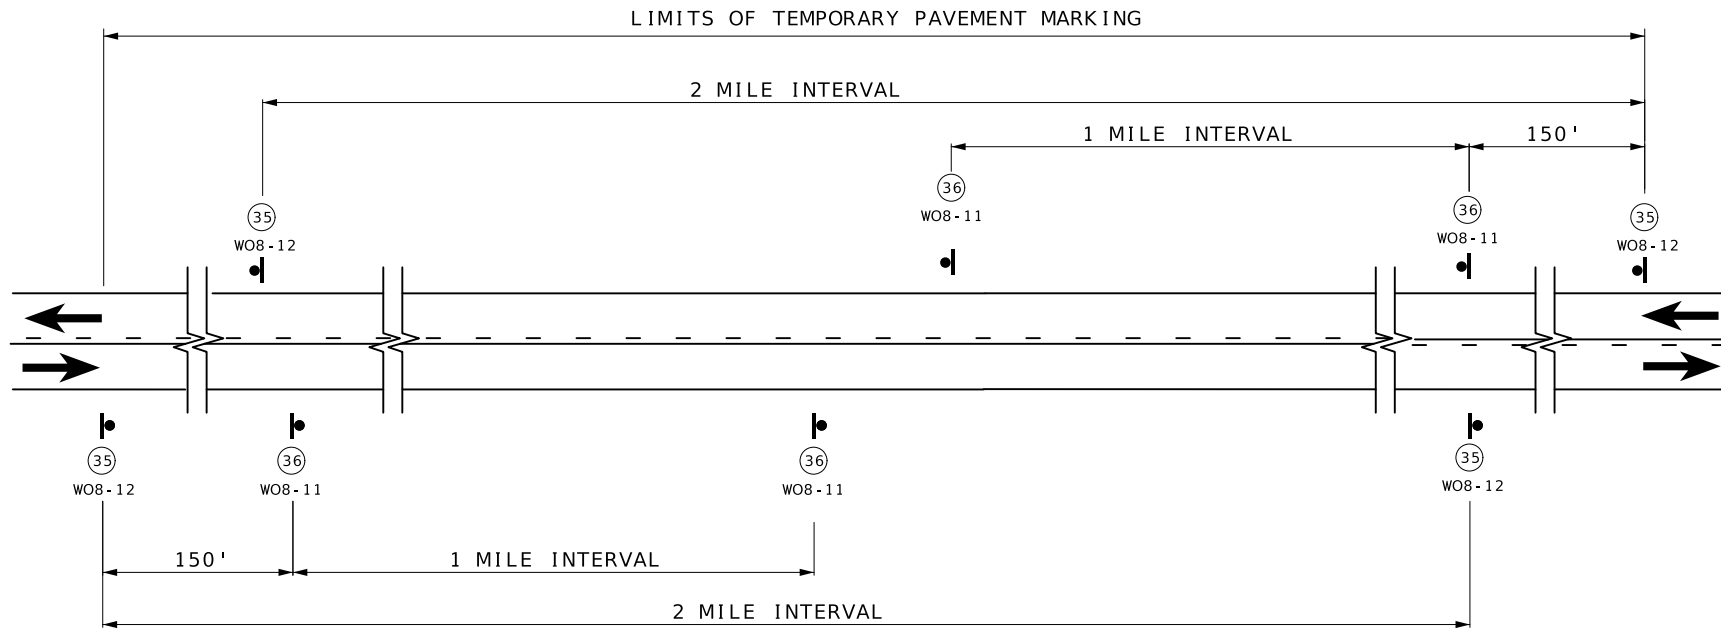 LIMITS OF TEMPORARY PAVEMENT MARKING
2 MILE INTERVAL
1 MILE INTERVAL 150'
36
WO8-11
35
WO8-12
36
WO8-11
35
WO8-12
35
WO8-12
36
WO8-11
36
WO8-11
35
WO8-12
150' 1 MILE INTERVAL
2 MILE INTERVAL